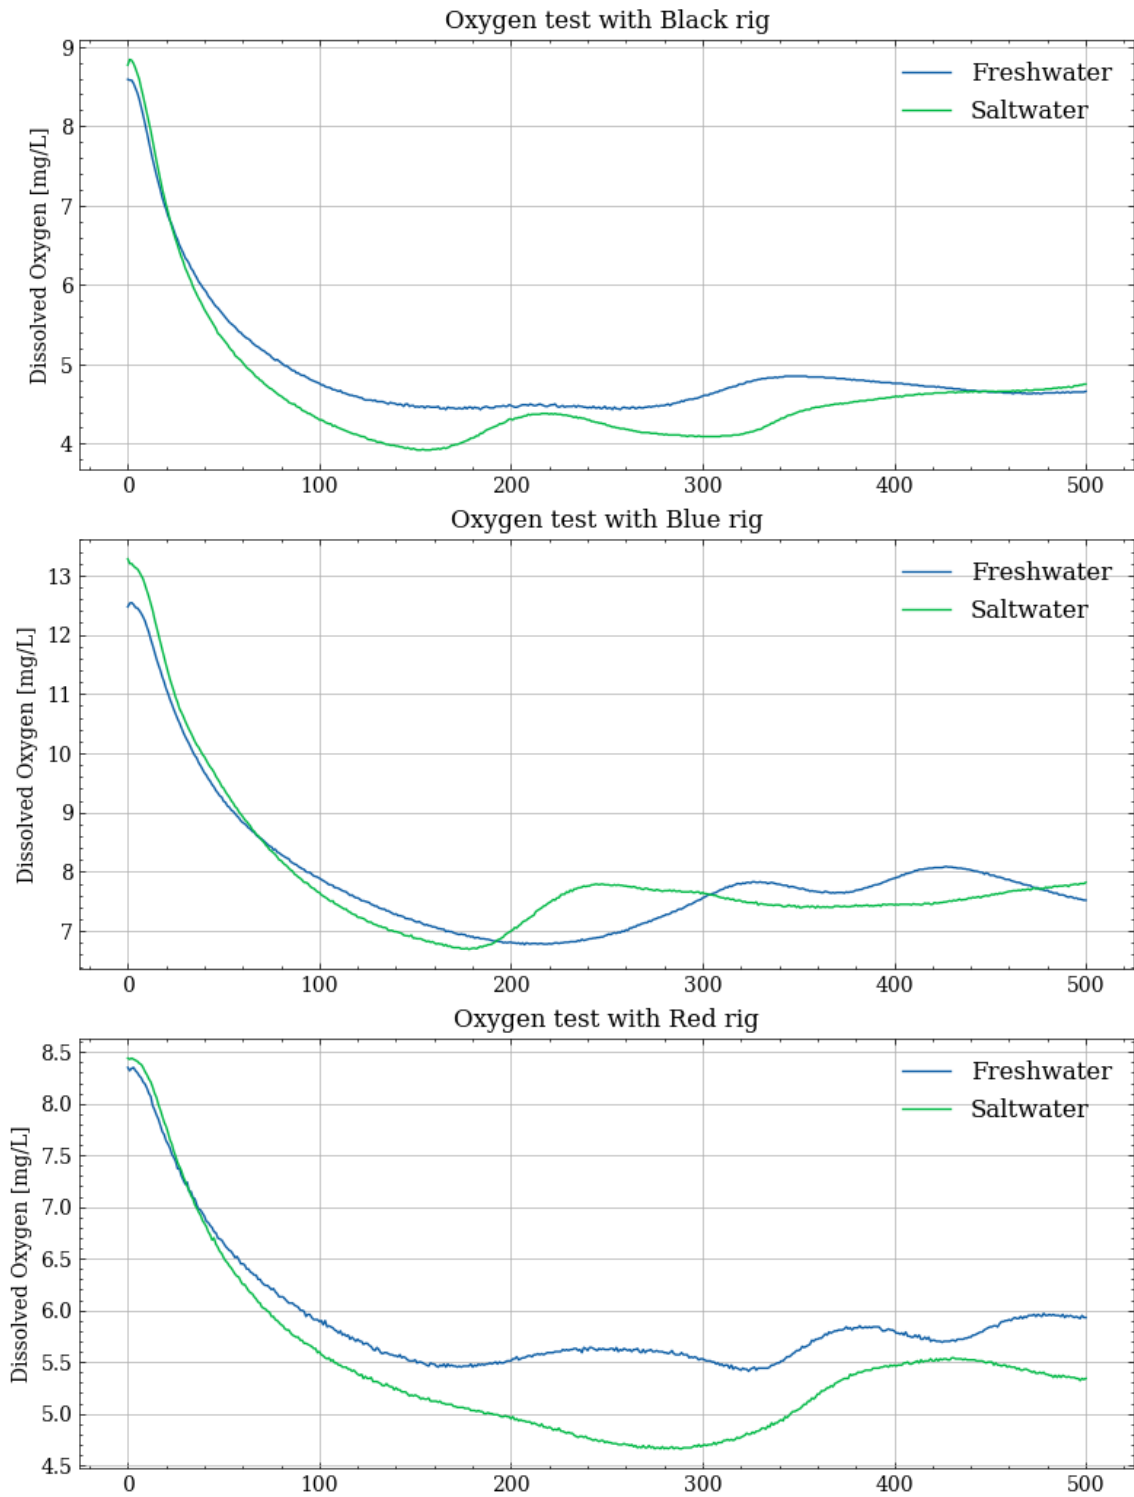 Oxygen test with Black rig
9
8
7
6
5
4
Dissolved Oxygen [mg/L]
Freshwater
Saltwater
0 100 200 300 400 500
Oxygen test with Blue rig
13
12
11
10
9
8
7
Dissolved Oxygen [mg/L]
Freshwater
Saltwater
0 100 200 300 400 500
Oxygen test with Red rig
8.5
8.0
7.5
7.0
6.5
6.0
5.5
5.0
4.5
Dissolved Oxygen [mg/L]
Freshwater
Saltwater
0 100 200 300 400 500